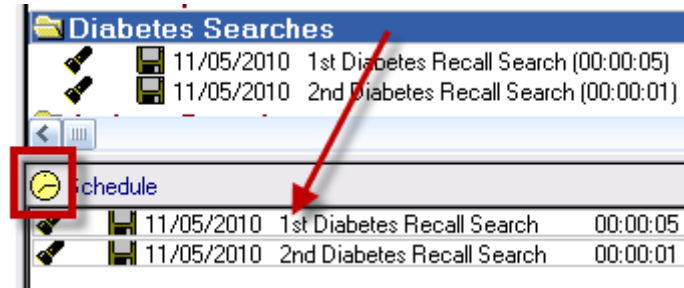 Diabetes Searches
11/05/2010 1st Diabetes Recall Search (00:00:05)
11/05/2010 2nd Diabetes Recall Search (00:00:01)
Schedule
11/05/2010 1st Diabetes Recall Search 00:00:05
11/05/2010 2nd Diabetes Recall Search 00:00:01